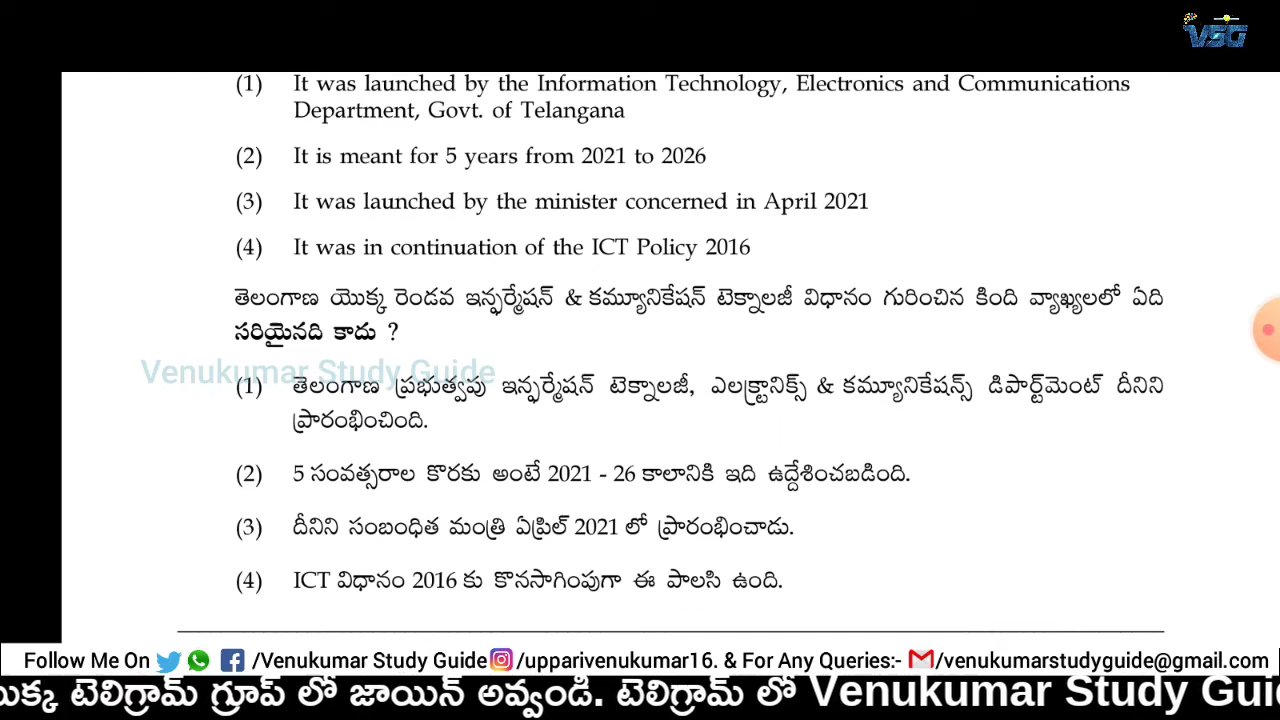 VSG
(1) It was launched by the Information Technology, Electronics and Communications
Department, Govt. of Telangana
(2) It is meant for 5 years from 2021 to 2026
(3) It was launched by the minister concerned in April 2021
(4) It was in continuation of the ICT Policy 2016
తెలంగాణ యొక్క రెండవ ఇన్ఫర్మేషన్ & కమ్యూనికేషన్ టెక్నాలజీ విధానం గురించిన కింది వ్యాఖ్యలలో ఏది
సరియైనది కాదు ?
Venukumar Study Guide
(1) తెలంగాణ ప్రభుత్వపు ఇన్ఫర్మేషన్ టెక్నాలజీ, ఎలక్ట్రానిక్స్ & కమ్యూనికేషన్స్ డిపార్ట్‌మెంట్ దీనిని
ప్రారంభించింది.
(2) 5 సంవత్సరాల కొరకు అంటే 2021 - 26 కాలానికి ఇది ఉద్దేశించబడింది.
(3) దీనిని సంబంధిత మంత్రి ఏప్రిల్ 2021 లో ప్రారంభించాడు.
(4) ICT విధానం 2016 కు కొనసాగింపుగా ఈ పాలసి ఉంది.
Follow Me On /Venukumar Study Guide /upparivenukumar16. & For Any Queries:- /venukumarstudyguide@gmail.com
టెలిగ్రామ్ గ్రూప్ లో జాయిన్ అవ్వండి. టెలిగ్రామ్ లో Venukumar Study